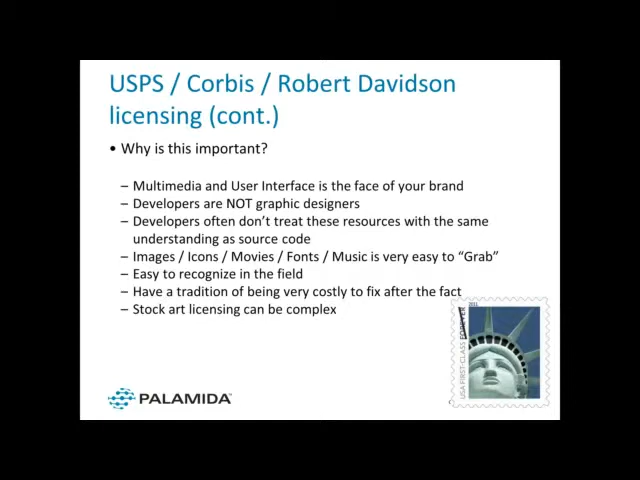 USPS / Corbis / Robert Davidson
licensing (cont.)
• Why is this important?
– Multimedia and User Interface is the face of your brand
– Developers are NOT graphic designers
– Developers often don’t treat these resources with the same
understanding as source code
– Images / Icons / Movies / Fonts / Music is very easy to “Grab”
– Easy to recognize in the field
– Have a tradition of being very costly to fix after the fact
– Stock art licensing can be complex
2011
USA FIRST-CLASS FOREVER
PALAMIDA